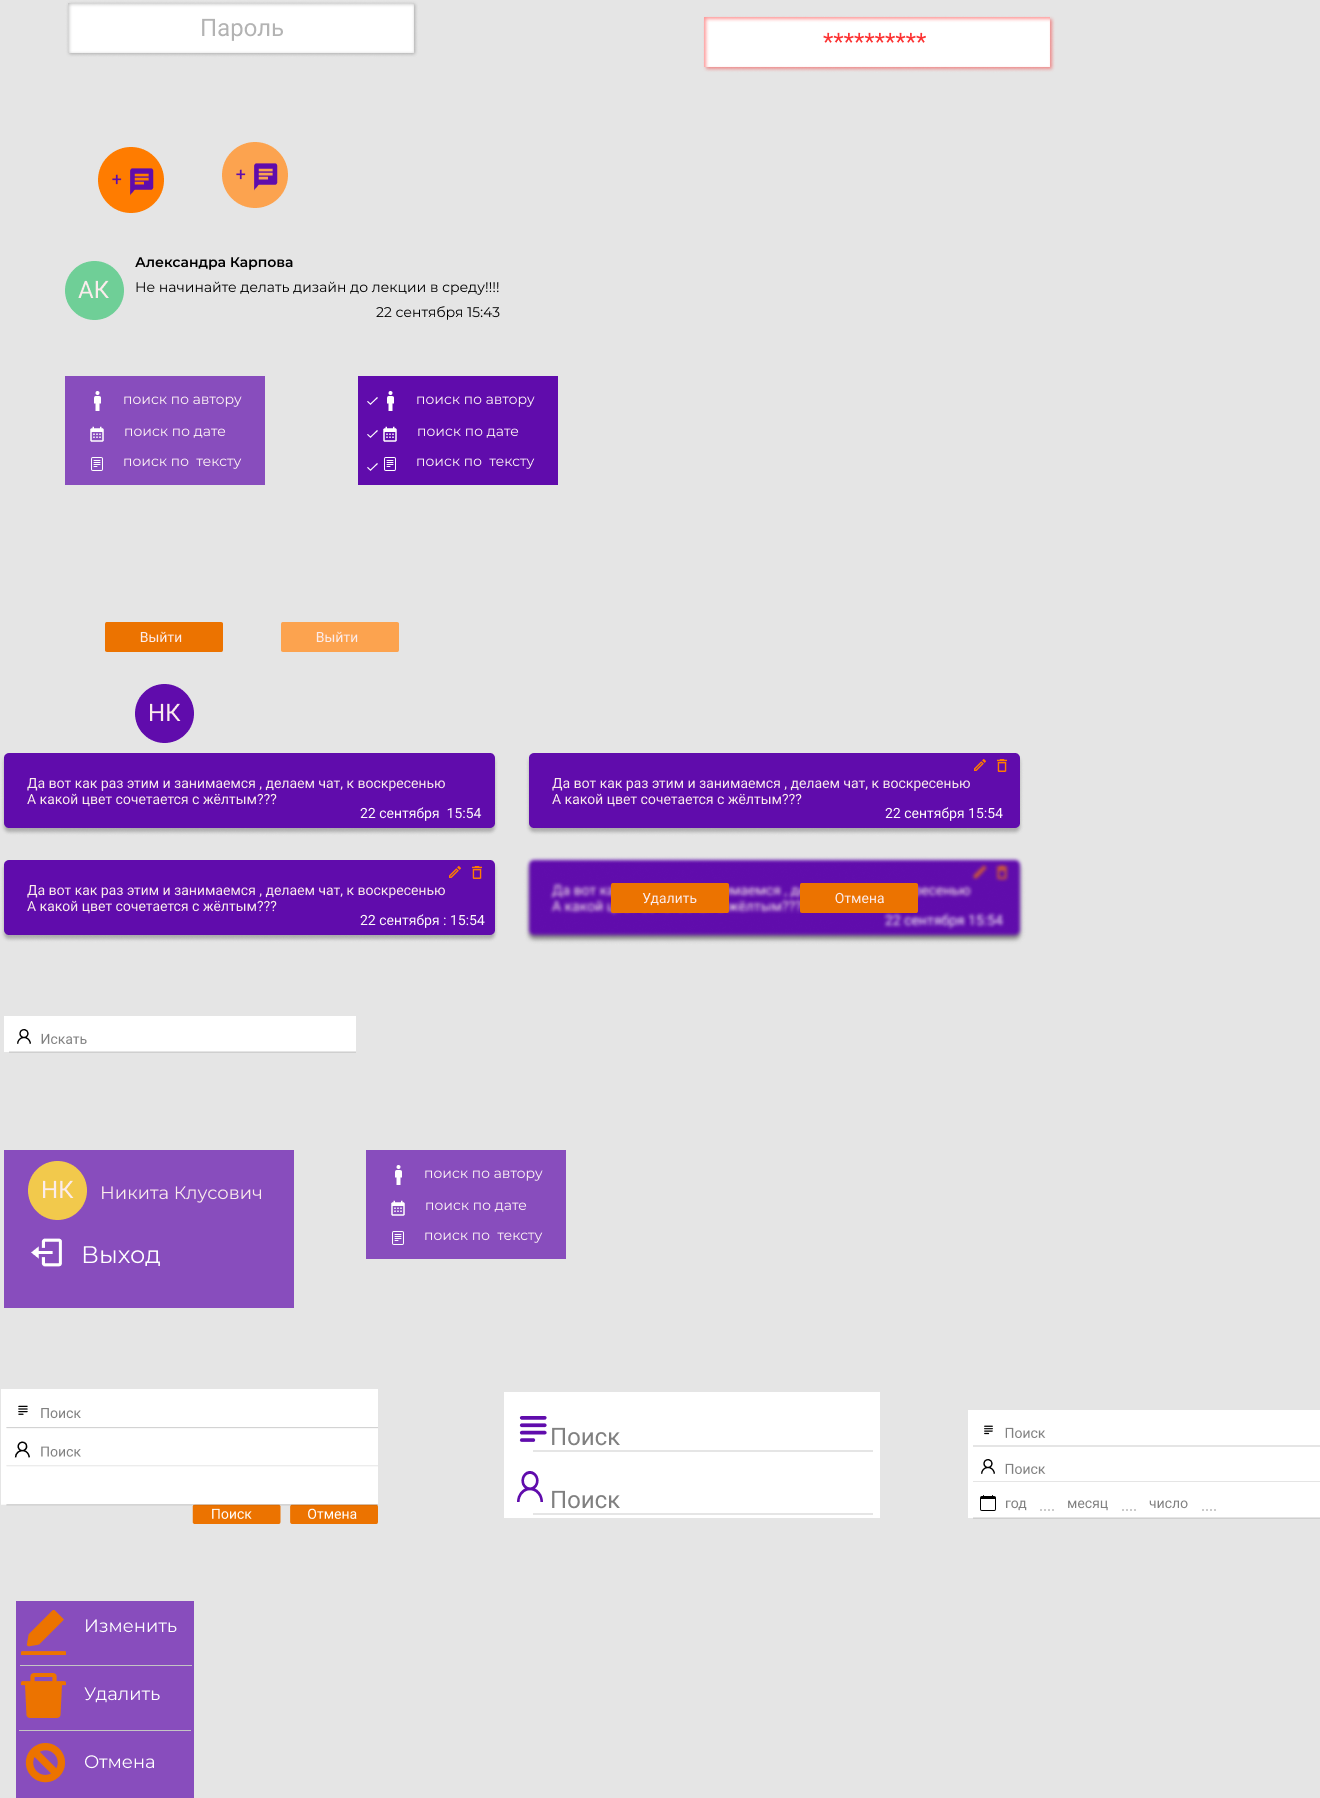 Пароль
**********
+
+
Александра Карпова
АК
Не начинайте делать дизайн до лекции в среду!!!!
22 сентября 15:43
поиск по автору
поиск по дате
поиск по  тексту
поиск по автору
поиск по дате
поиск по  тексту
Выйти
Выйти
НК
Да вот как раз этим и занимаемся , делаем чат, к воскресенью
А какой цвет сочетается с жёлтым???
22 сентября  15:54
Да вот как раз этим и занимаемся , делаем чат, к воскресенью
А какой цвет сочетается с жёлтым???
22 сентября 15:54
Да вот как раз этим и занимаемся , делаем чат, к воскресенью
А какой цвет сочетается с жёлтым???
22 сентября : 15:54
Удалить
Отмена
22 сентября 15:54
Искать
НК
Никита Клусович
Выход
поиск по автору
поиск по дате
поиск по  тексту
Поиск
Поиск
Поиск
Отмена
Поиск
Поиск
Поиск
Поиск
год .... месяц .... число ....
Изменить
Удалить
Отмена